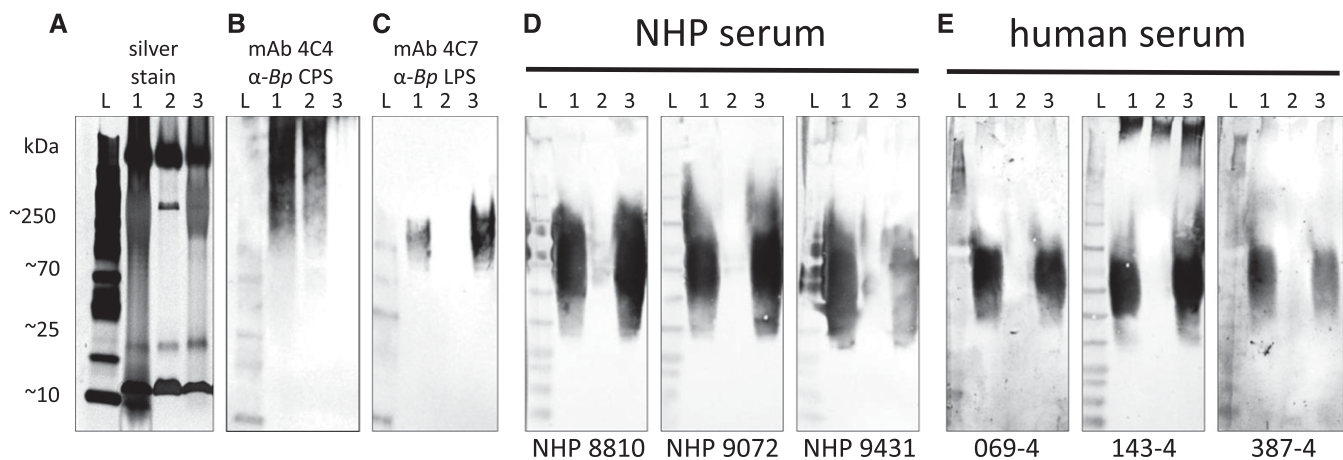 A
silver
stain
L 1 2 3
kDa
~250
~70
~25
~10
B
mAb 4C4
α-Bp CPS
L 1 2 3
C
mAb 4C7
α-Bp LPS
L 1 3
D
NHP serum
L 1 2 3
L 1 2 3
L 1 2 3
NHP 8810
NHP 9072
NHP 9431
E
human serum
L 1 2 3
L 1 2 3
L 1 2 3
069-4
143-4
387-4